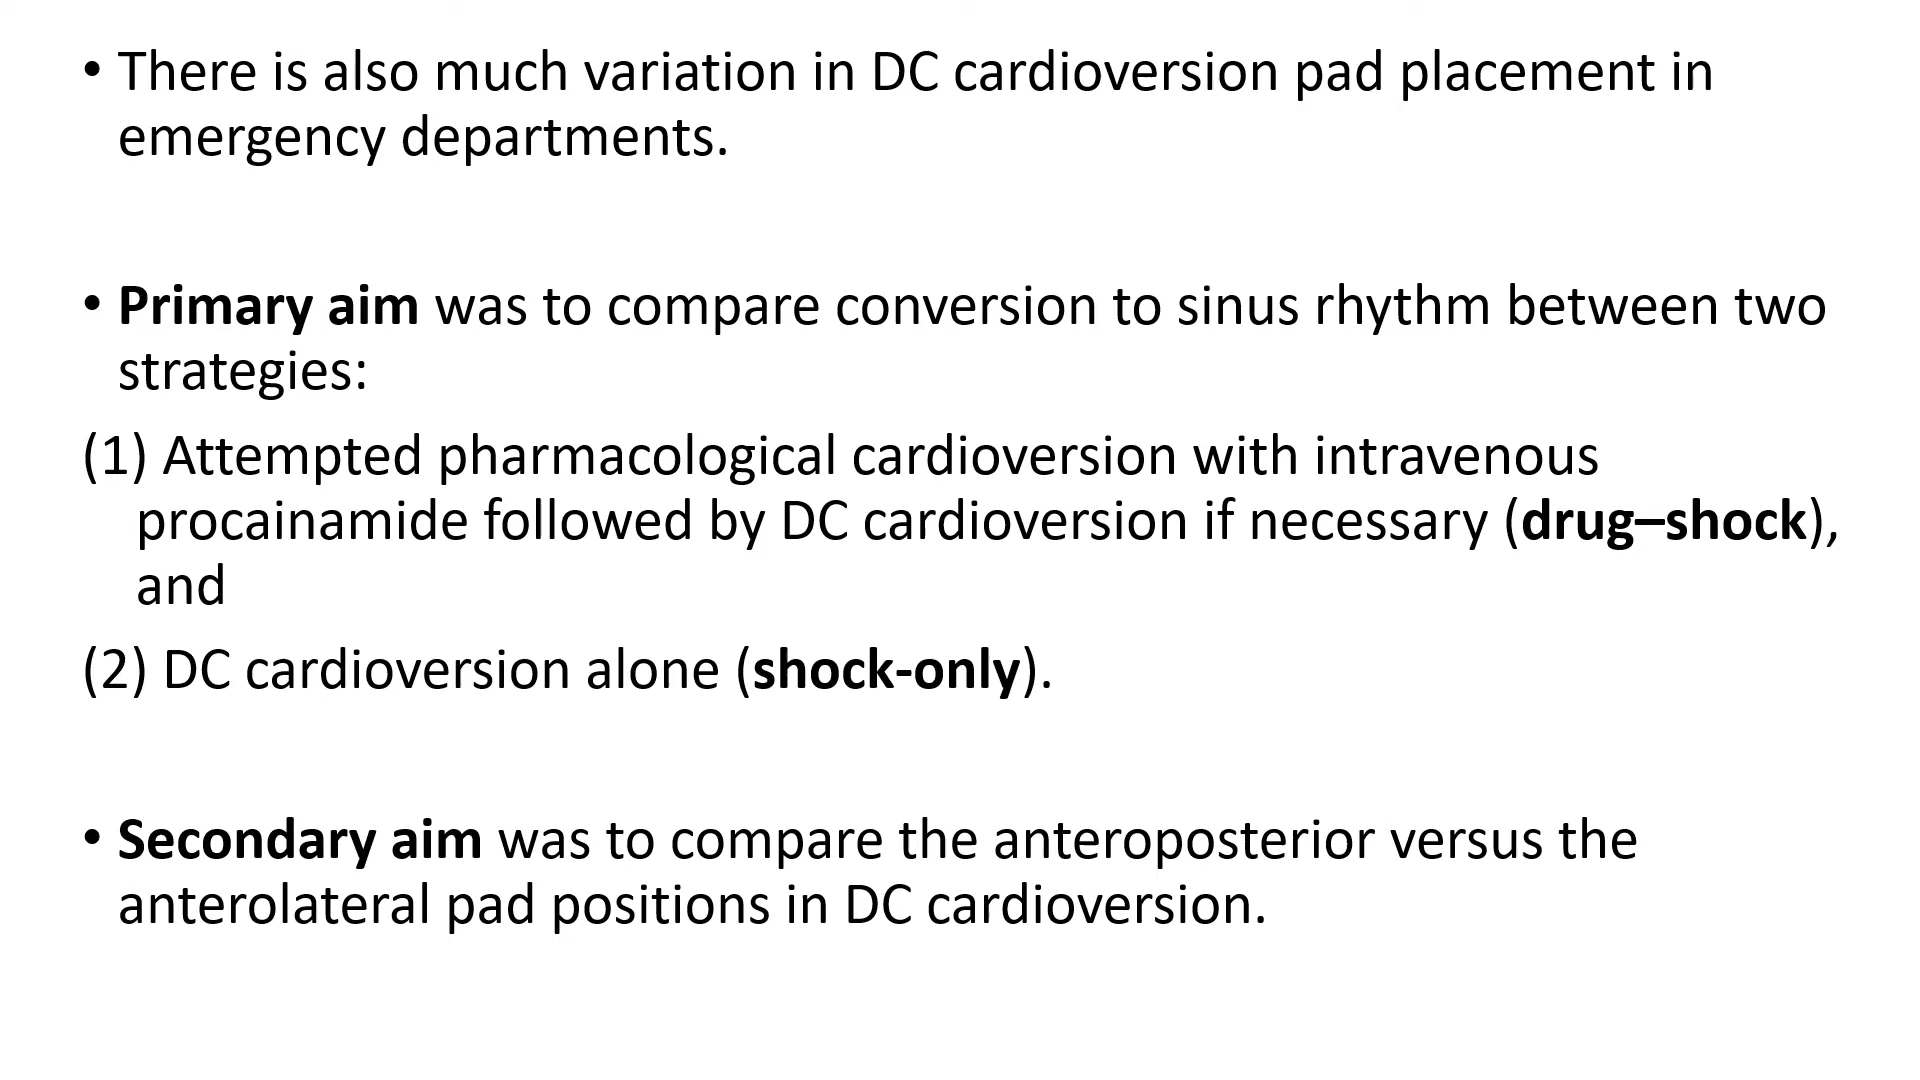 • There is also much variation in DC cardioversion pad placement in
emergency departments.
• Primary aim was to compare conversion to sinus rhythm between two
strategies:
(1) Attempted pharmacological cardioversion with intravenous
procainamide followed by DC cardioversion if necessary (drug–shock),
and
(2) DC cardioversion alone (shock-only).
• Secondary aim was to compare the anteroposterior versus the
anterolateral pad positions in DC cardioversion.